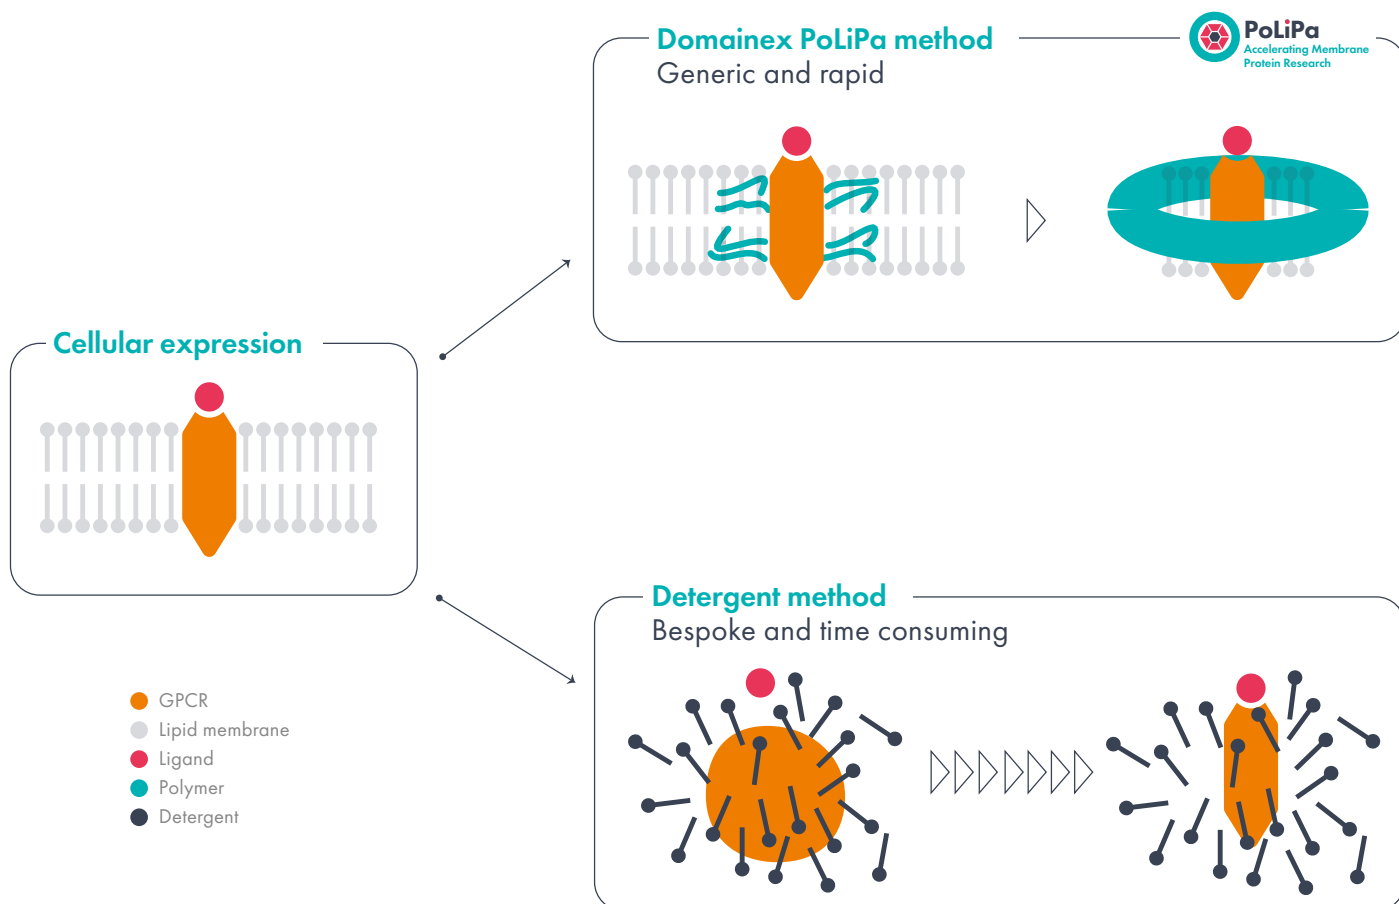 Domainex PoLiPa method
Generic and rapid
PoLiPa
Accelerating Membrane
Protein Research
Cellular expression
Detergent method
Bespoke and time consuming
GPCR
Lipid membrane
Ligand
Polymer
Detergent